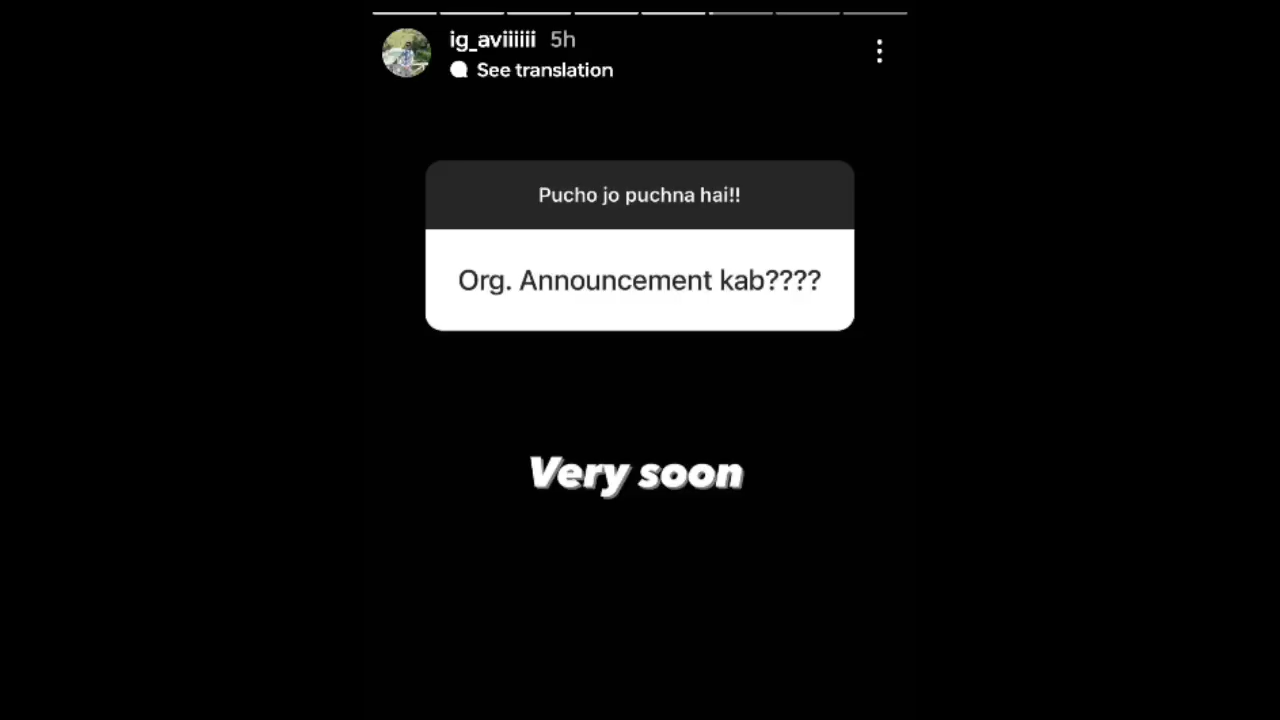 ig_aviiiiii 5h
See translation
Pucho jo puchna hai!!
Org. Announcement kab????
Very soon